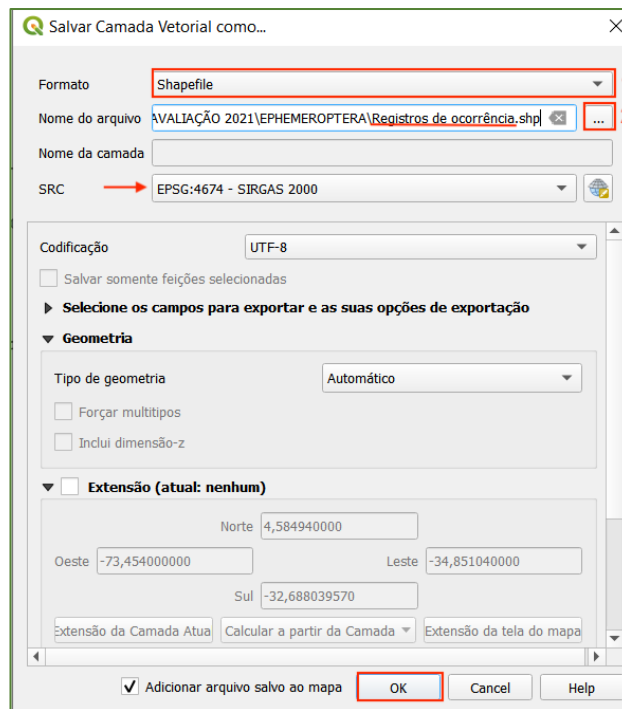 Salvar Camada Vetorial como...
Formato Shapefile
Nome do arquivo AVALIAÇÃO 2021\EPHEMEROPTERA\Registros de ocorrência.shp ...
Nome da camada
SRC EPSG:4674 - SIRGAS 2000
Codificação UTF-8
Salvar somente feições selecionadas
Selecione os campos para exportar e as suas opções de exportação
Geometria
Tipo de geometria Automático
Forçar multitipos
Inclui dimensão-z
Extensão (atual: nenhum)
Norte 4,584940000
Oeste -73,454000000 Leste -34,851040000
Sul -32,688039570
Extensão da Camada Atua Calcular a partir da Camada Extensão da tela do mapa
Adicionar arquivo salvo ao mapa OK Cancel Help